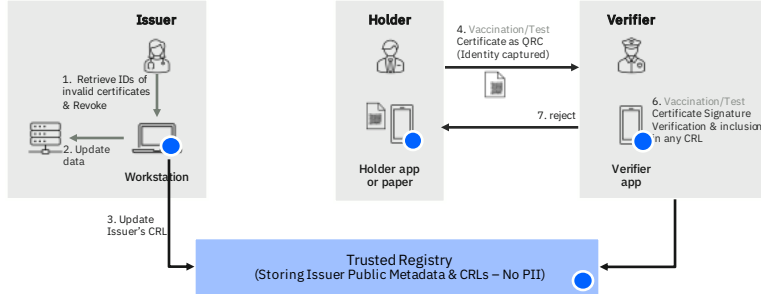 Issuer
1. Retrieve IDs of
invalid certificates
& Revoke
2. Update
data
Workstation
3. Update
Issuer's CRL
Holder
Holder app
or paper
4. Vaccination/Test
Certificate as QRC
(Identity captured)
7. reject
Verifier
6. Vaccination/Test
Certificate Signature
Verification & inclusion
in any CRL
Verifier
app
Trusted Registry
(Storing Issuer Public Metadata & CRLs – No PII)